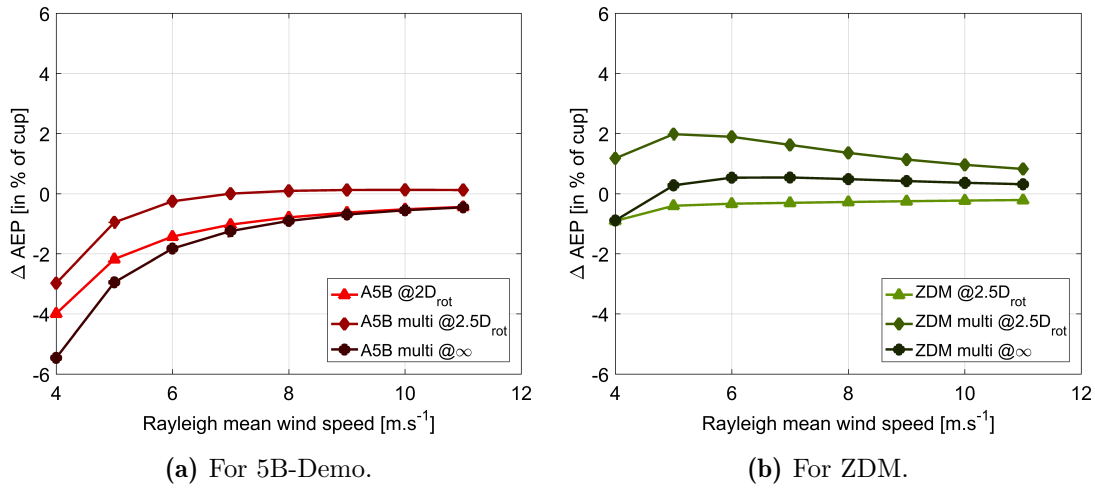 6
4
2
0
-2
-4
-6
4
6
8
10
12
Δ AEP [in % of cup]
Rayleigh mean wind speed [m.s⁻¹]
A5B @2D_rot
A5B multi @2.5D_rot
A5B multi @∞
(a) For 5B-Demo.
6
4
2
0
-2
-4
-6
4
6
8
10
12
Δ AEP [in % of cup]
Rayleigh mean wind speed [m.s⁻¹]
ZDM @2.5D_rot
ZDM multi @2.5D_rot
ZDM multi @∞
(b) For ZDM.